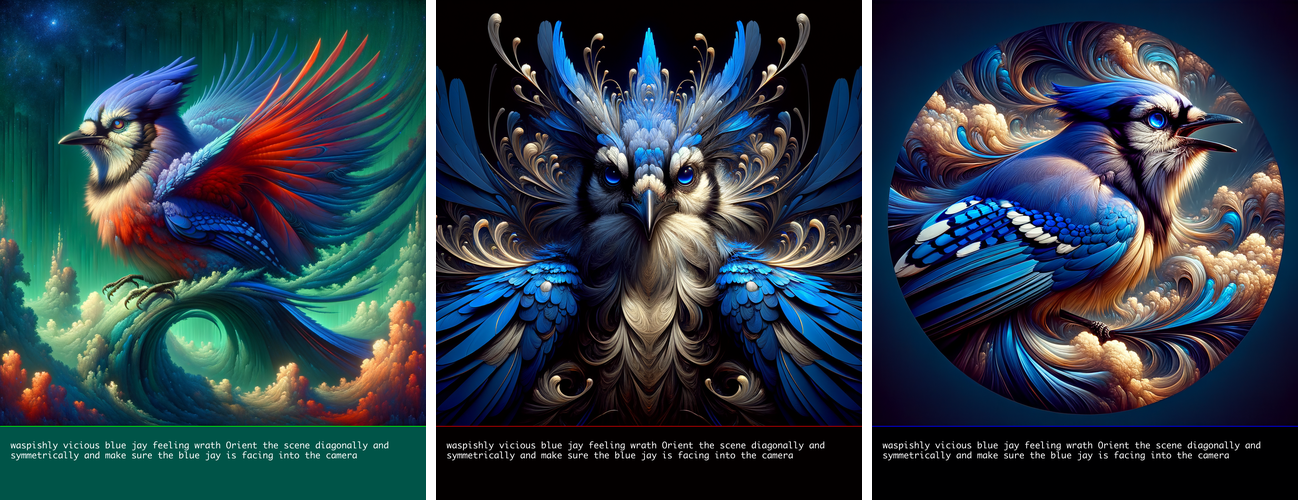 waspishly vicious blue jay feeling wrath Orient the scene diagonally and
symmetrically and make sure the blue jay is facing into the camera
waspishly vicious blue jay feeling wrath Orient the scene diagonally and
symmetrically and make sure the blue jay is facing into the camera
waspishly vicious blue jay feeling wrath Orient the scene diagonally and
symmetrically and make sure the blue jay is facing into the camera